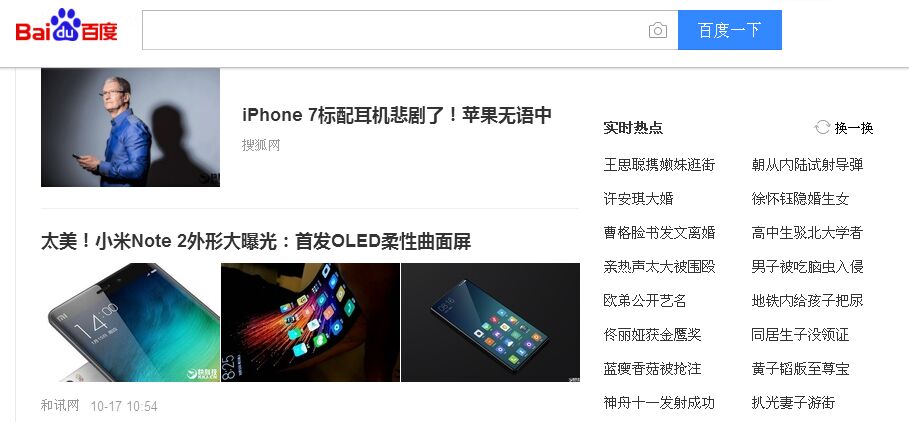 Bai百度
百度一下
iPhone 7标配耳机悲剧了！苹果无语中
搜狐网
太美！小米Note 2外形大曝光：首发OLED柔性曲面屏
14:00
08:16
8:25
和讯网 10-17 10:54
实时热点 换一换
王思聪携嫩妹逛街 朝从内陆试射导弹
许安琪大婚 徐怀钰隐婚生女
曹格脸书发文离婚 高中生驳北大学者
亲热声太大被围殴 男子被吃脑虫入侵
欧弟公开艺名 地铁内给孩子把尿
佟丽娅获金鹰奖 同居生子没领证
蓝瘦香菇被抢注 黄子韬版至尊宝
神舟十一发射成功 扒光妻子游街